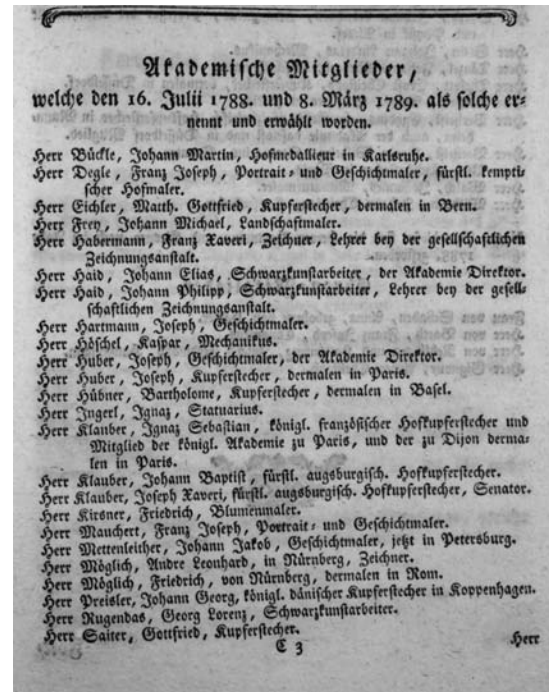 Akademische Mitglieder,
welche den 16. Julii 1788. und 8. März 1789. als solche er-
nennt und erwählt worden.
Herr Bückle, Johann Martin, Hofmedallieur in Karlsruhe.
Herr Degle, Franz Joseph, Portrait- und Geschichtmaler, fürstl. kempti-
scher Hofmaler.
Herr Eichler, Matth. Gottfried, Kupferstecher, dermalen in Bern.
Herr Frey, Johann Michael, Landschaftmaler.
Herr Habermann, Franz Xaveri, Zeichner, Lehrer bey der gesellschaftlichen
Zeichnungsanstalt.
Herr Haid, Johann Elias, Schwarzkunstarbeiter, der Akademie Direktor.
Herr Haid, Johann Philipp, Schwarzkunstarbeiter, Lehrer bey der gesell-
schaftlichen Zeichnungsanstalt.
Herr Hartmann, Joseph, Geschichtmaler.
Herr Höschel, Kaspar, Mechanikus.
Herr Huber, Joseph, Geschichtmaler, der Akademie Direktor.
Herr Huber, Joseph, Kupferstecher, dermalen in Paris.
Herr Hübner, Bartholome, Kupferstecher, dermalen in Basel.
Herr Ingerl, Ignaz, Statuarius.
Herr Klauber, Ignaz Sebastian, königl. französischer Hofkupferstecher und
Mitglied der königl. Akademie zu Paris, und der zu Dijon derma-
len in Paris.
Herr Klauber, Johann Baptist, fürstl. augsburgisch. Hofkupferstecher.
Herr Klauber, Joseph Xaveri, fürstl. augsburgisch. Hofkupferstecher, Senator.
Herr Kirsner, Friedrich, Blumenmaler.
Herr Mauchert, Franz Joseph, Portrait- und Geschichtmaler.
Herr Mettenleither, Johann Jakob, Geschichtmaler, jetzt in Petersburg.
Herr Möglich, Andre Leonhard, in Nürnberg, Zeichner.
Herr Möglich, Friedrich, von Nürnberg, dermalen in Rom.
Herr Preisler, Johann Georg, königl. dänischer Kupferstecher in Koppenhagen.
Herr Rugendas, Georg Lorenz, Schwarzkunstarbeiter.
Herr Saiter, Gottfried, Kupferstecher.
C 3 Herr